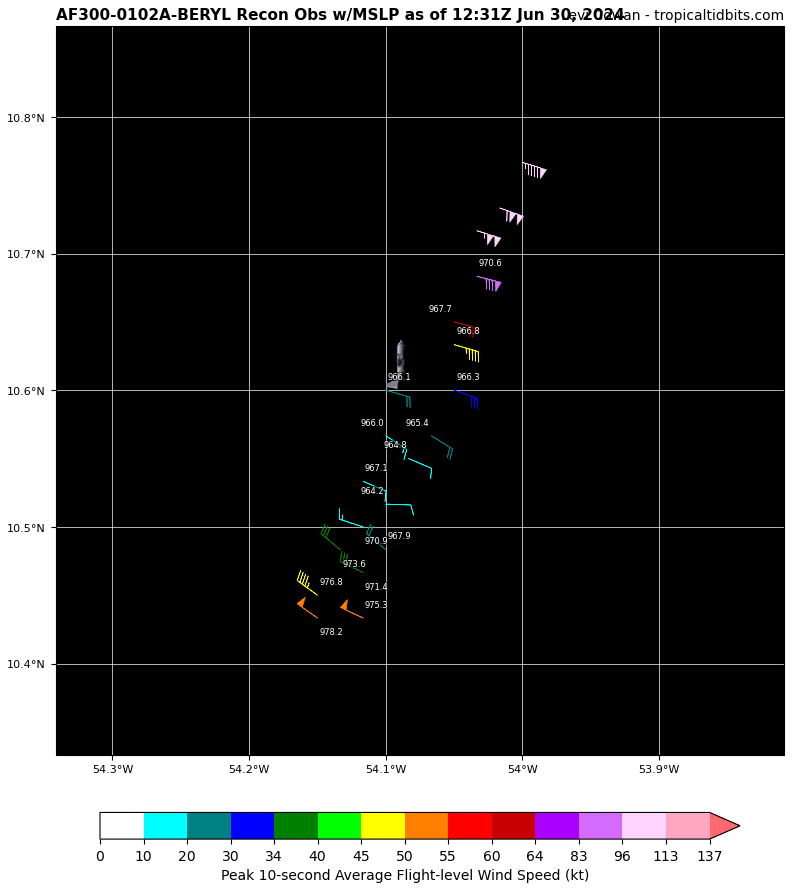 AF300-0102A-BERYL Recon Obs w/MSLP as of 12:31Z Jun 30, 2024
- tropicaltidbits.com
10.8°N
10.7°N
970.6
967.7
966.8
10.6°N
966.1
966.3
966.0
965.4
964.8
967.1
964.2
10.5°N
967.9
970.9
973.6
976.8
971.4
975.3
978.2
10.4°N
54.3°W 54.2°W 54.1°W 54°W 53.9°W
0 10 20 30 34 40 45 50 55 60 64 83 96 113 137
Peak 10-second Average Flight-level Wind Speed (kt)